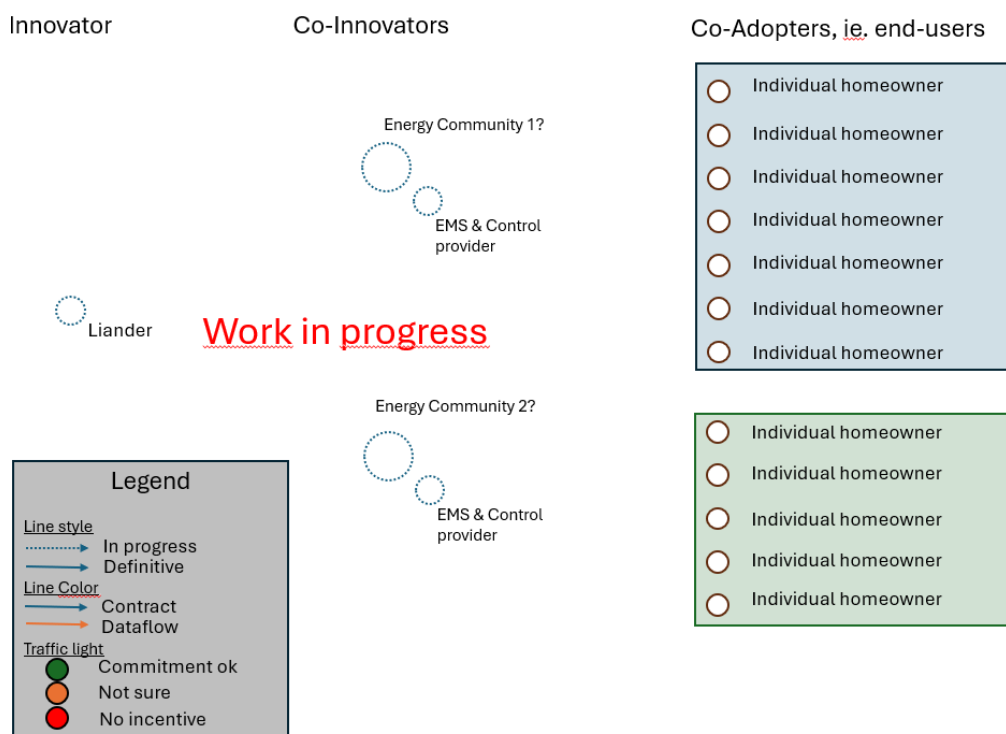 Innovator
Co-Innovators
Co-Adopters, ie. end-users
Energy Community 1?
EMS & Control
provider
Liander
Work in progress
Energy Community 2?
EMS & Control
provider
Individual homeowner
Individual homeowner
Individual homeowner
Individual homeowner
Individual homeowner
Individual homeowner
Individual homeowner
Individual homeowner
Individual homeowner
Individual homeowner
Individual homeowner
Individual homeowner
Legend
Line style
In progress
Definitive
Line Color
Contract
Dataflow
Traffic light
Commitment ok
Not sure
No incentive